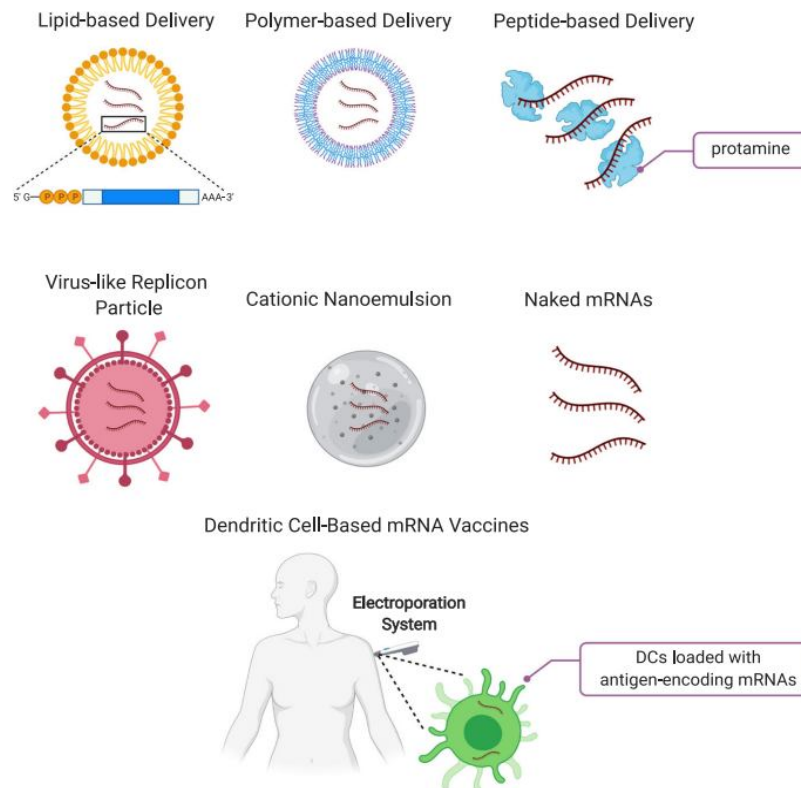 Lipid-based Delivery
Polymer-based Delivery
Peptide-based Delivery
protamine
5' G
P P P
AAA-3'
Virus-like Replicon
Particle
Cationic Nanoemulsion
Naked mRNAs
Dendritic Cell-Based mRNA Vaccines
Electroporation
System
DCs loaded with
antigen-encoding mRNAs